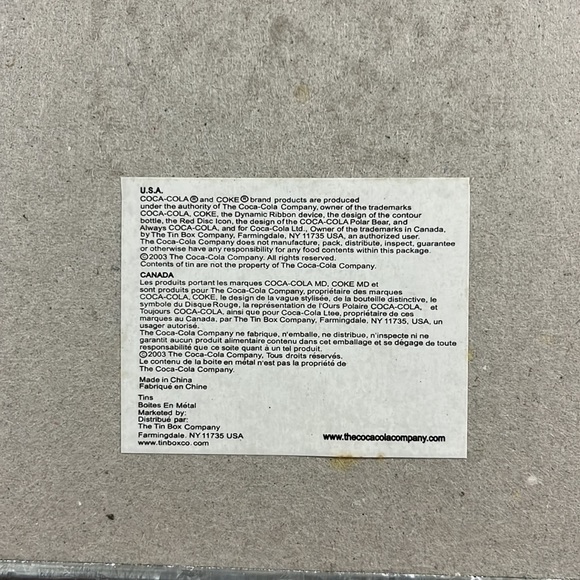 U.S.A.
COCA-COLA ® and COKE ® brand products are produced
under the authority of The Coca-Cola Company, owner of the trademarks
COCA-COLA, COKE, the Dynamic Ribbon device, the design of the contour
bottle, the Red Disc Icon, the design of the COCA-COLA Polar Bear, and
Always COCA-COLA, and for Coca-Cola Ltd., Owner of the trademarks in Canada,
by The Tin Box Company, Farmingdale, NY 11735 USA, an authorized user.
The Coca-Cola Company does not manufacture, pack, distribute, inspect, guarantee
or otherwise have any responsibility for any food contents within this package.
©2003 The Coca-Cola Company. All rights reserved.
Contents of tin are not the property of The Coca-Cola Company.
CANADA
Les produits portant les marques COCA-COLA MD, COKE MD et
sont produits pour The Coca-Cola Company, propriétaire des marques
COCA-COLA, COKE, le design de la vague stylisée, de la bouteille distinctive, le
symbole du Disque Rouge, la représentation de l'Ours Polaire COCA-COLA, et
Toujours COCA-COLA, ainsi que pour Coca-Cola Ltee, propriétaire de ces
marques au Canada, par The Tin Box Company, Farmingdale, NY 11735, USA, un
usager autorisé.
The Coca-Cola Company ne fabrique, n'emballe, ne distribue, n'inspecte ni ne
garantit aucun produit alimentaire contenu dans cet emballage et se dégage de toute
responsabilité que ce soite quant à un tel produit.
©2003 The Coca-Cola Company, Tous droits réservés.
Le contenu de la boite en métal n'est pas la propriété de
The Coca-Cola Company.
Made in China
Fabriqué en Chine
Tins
Boites En Métal
Marketed by:
Distribué par:
The Tin Box Company
Farmingdale. NY 11735 USA
www.tinboxco.com
www.thecocacolacompany.com